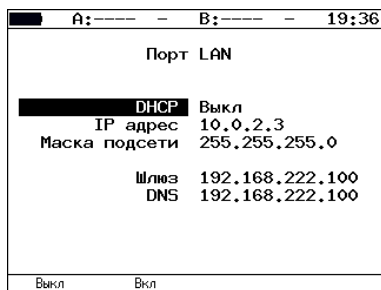 A:---- – B:---- – 19:36
Порт LAN
DHCP Выкл
IP адрес 10.0.2.3
Маска подсети 255.255.255.0
Шлюз 192.168.222.100
DNS 192.168.222.100
Выкл Вкл